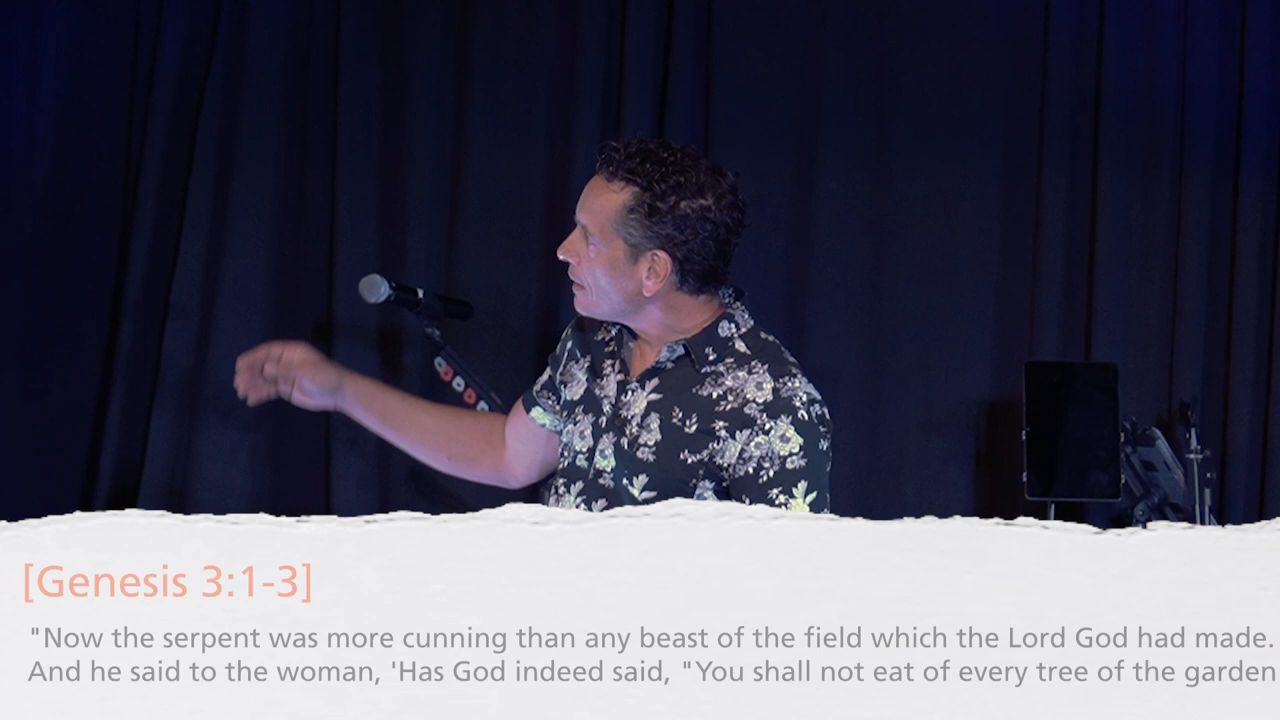 [Genesis 3:1-3]
"Now the serpent was more cunning than any beast of the field which the Lord God had made.
And he said to the woman, 'Has God indeed said, "You shall not eat of every tree of the garden